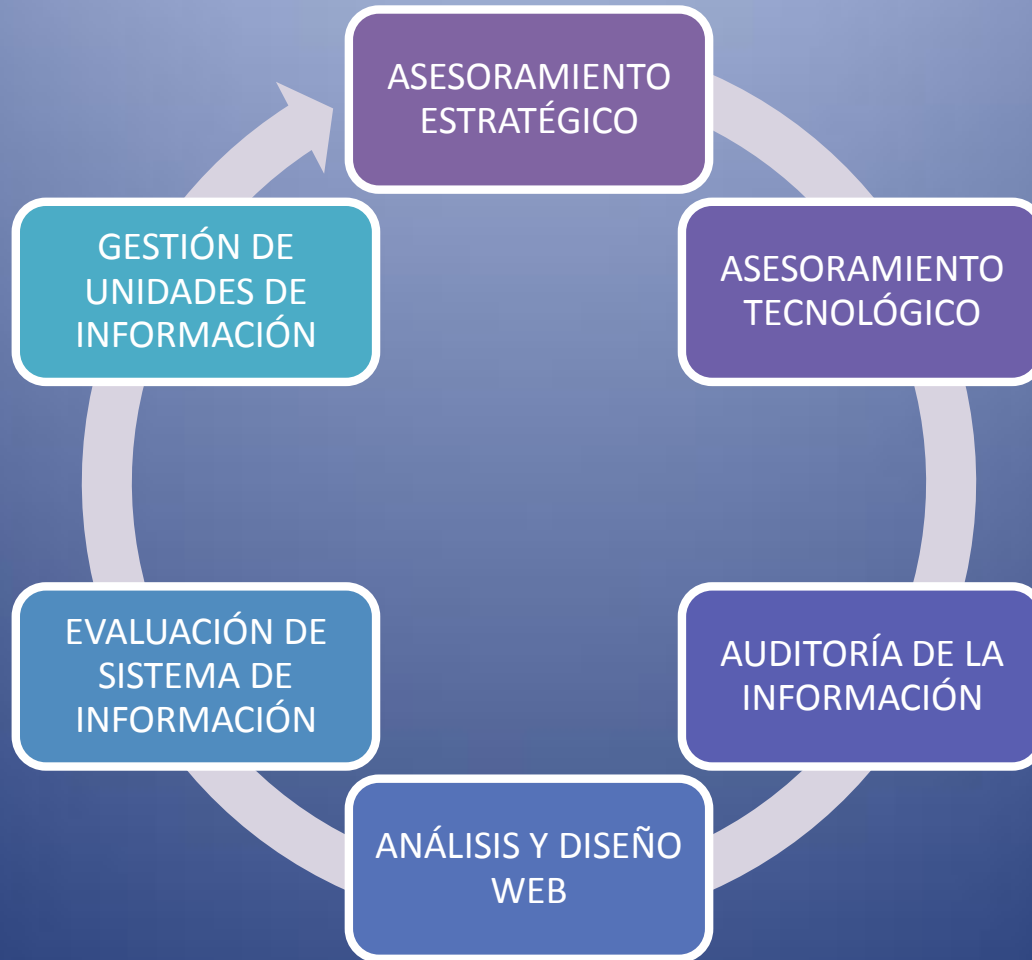 ASESORAMIENTO
ESTRATÉGICO
ASESORAMIENTO
TECNOLÓGICO
AUDITORÍA DE LA
INFORMACIÓN
ANÁLISIS Y DISEÑO
WEB
EVALUACIÓN DE
SISTEMA DE
INFORMACIÓN
GESTIÓN DE
UNIDADES DE
INFORMACIÓN